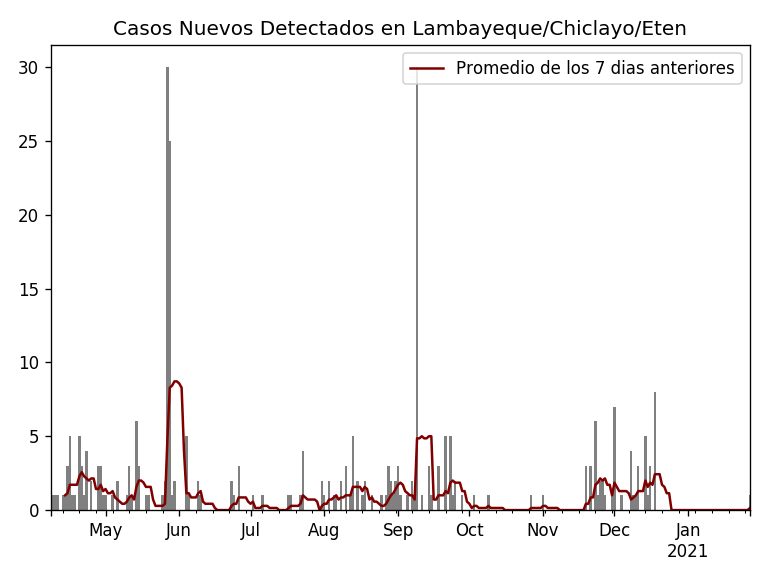 Casos Nuevos Detectados en Lambayeque/Chiclayo/Eten
Promedio de los 7 dias anteriores
30
25
20
15
10
5
0
May Jun Jul Aug Sep Oct Nov Dec Jan
2021